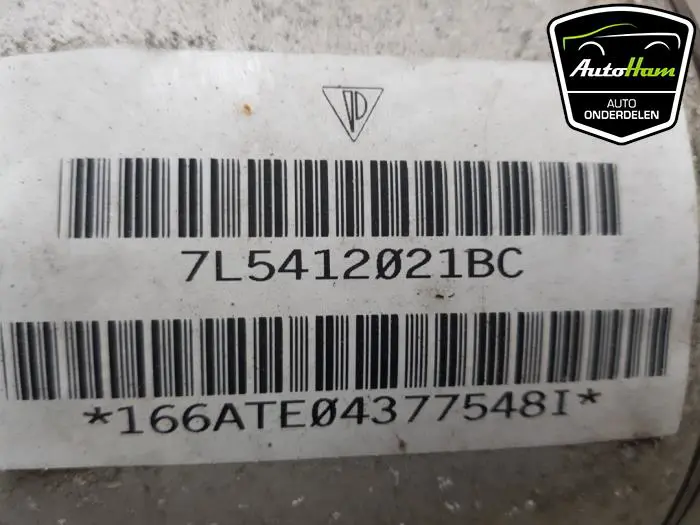 AutoHam
AUTO
ONDERDELEN
7L5412021BC
*166ATE04377548I*